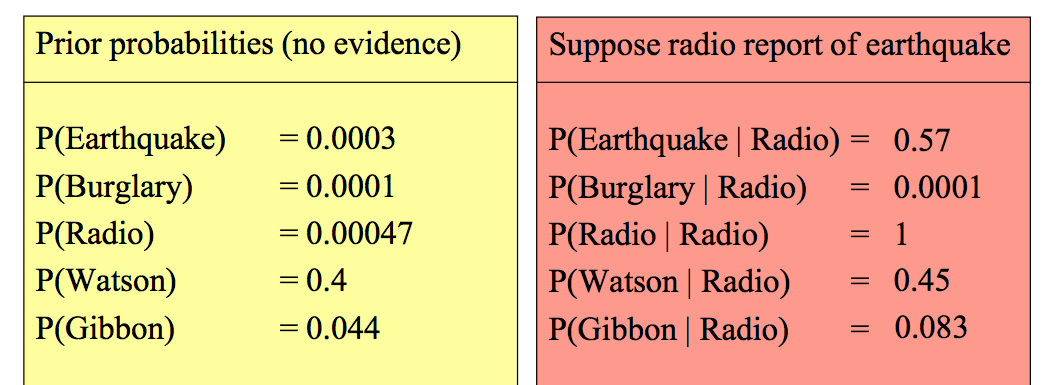 Prior probabilities (no evidence)
P(Earthquake) = 0.0003
P(Burglary) = 0.0001
P(Radio) = 0.00047
P(Watson) = 0.4
P(Gibbon) = 0.044
Suppose radio report of earthquake
P(Earthquake | Radio) = 0.57
P(Burglary | Radio) = 0.0001
P(Radio | Radio) = 1
P(Watson | Radio) = 0.45
P(Gibbon | Radio) = 0.083